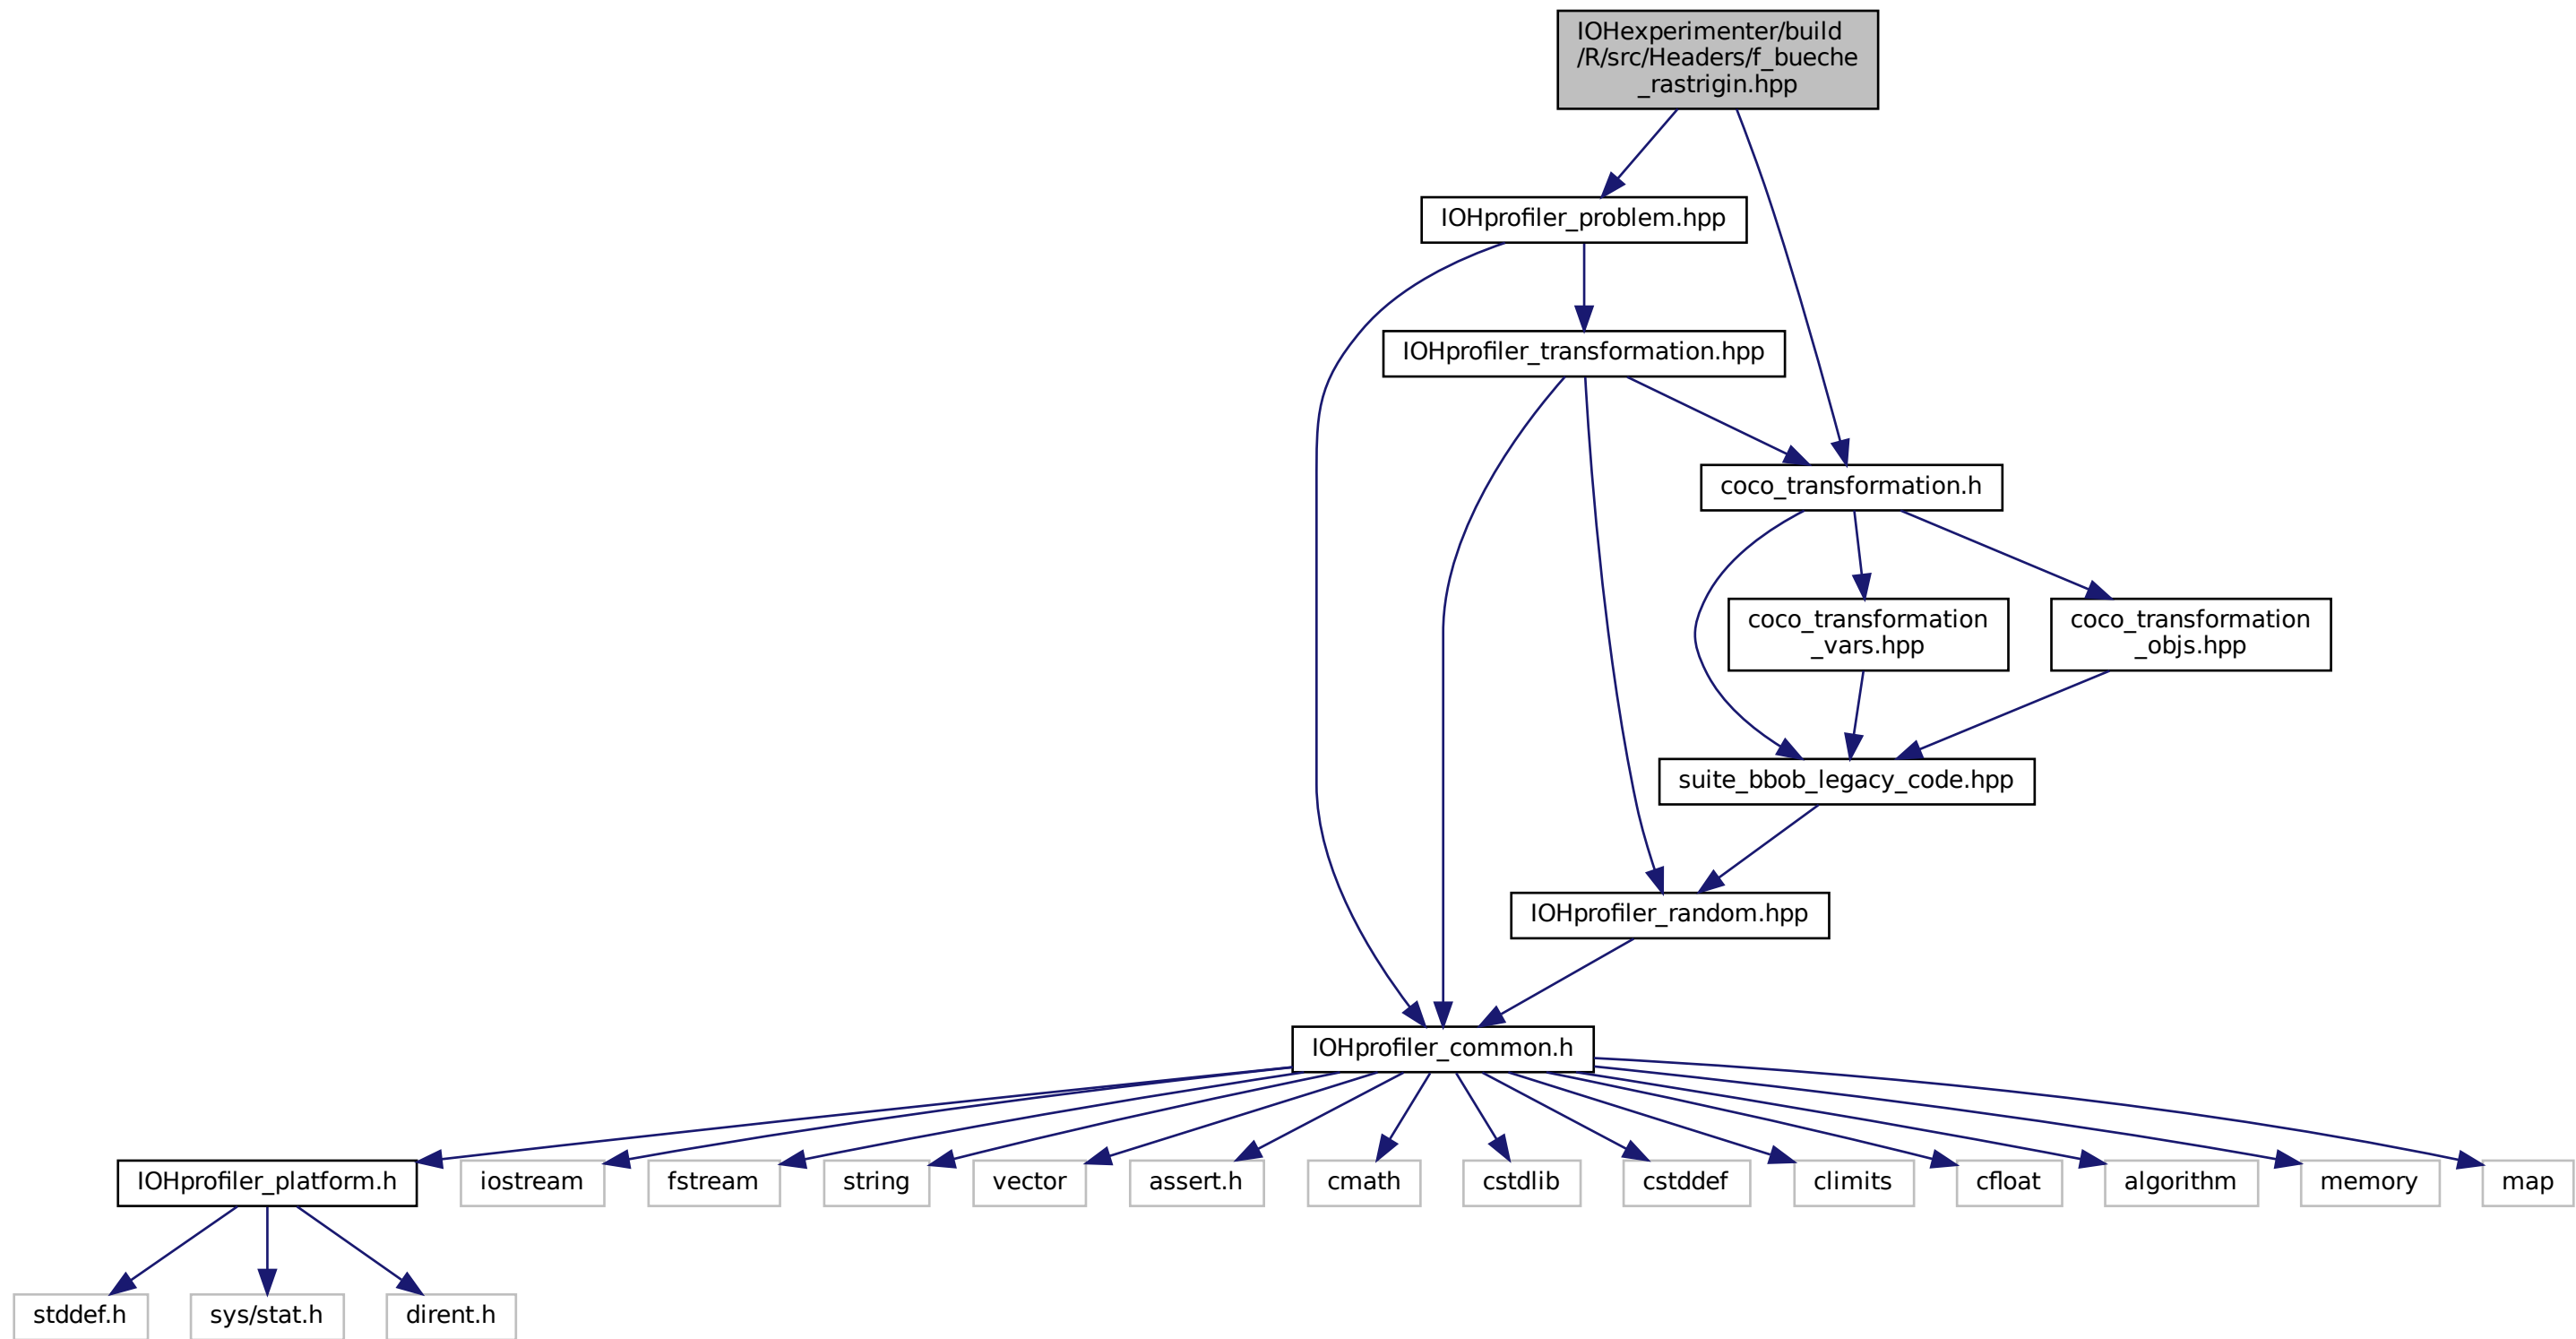 IOHexperimenter/build
/R/src/Headers/f_bueche
_rastrigin.hpp
IOHprofiler_problem.hpp
IOHprofiler_transformation.hpp
coco_transformation.h
coco_transformation
_vars.hpp
coco_transformation
_objs.hpp
suite_bbob_legacy_code.hpp
IOHprofiler_random.hpp
IOHprofiler_common.h
IOHprofiler_platform.h
iostream
fstream
string
vector
assert.h
cmath
cstdlib
cstddef
climits
cfloat
algorithm
memory
map
stddef.h
sys/stat.h
dirent.h